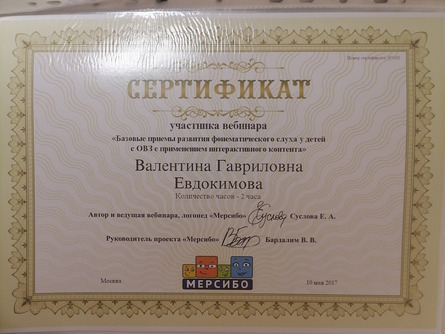 СЕРТИФИКАТ
участника вебинара
«Базовые приемы развития фонематического слуха у детей
с ОВЗ с применением интерактивного контента»
Валентина Гавриловна
Евдокимова
Количество часов - 2 часа
Автор и ведущая вебинара, логопед «Мерсибо» Суслова Е. А.
Руководитель проекта «Мерсибо» Бардадим В. В.
МЕРСИБО
Москва 10 мая 2017